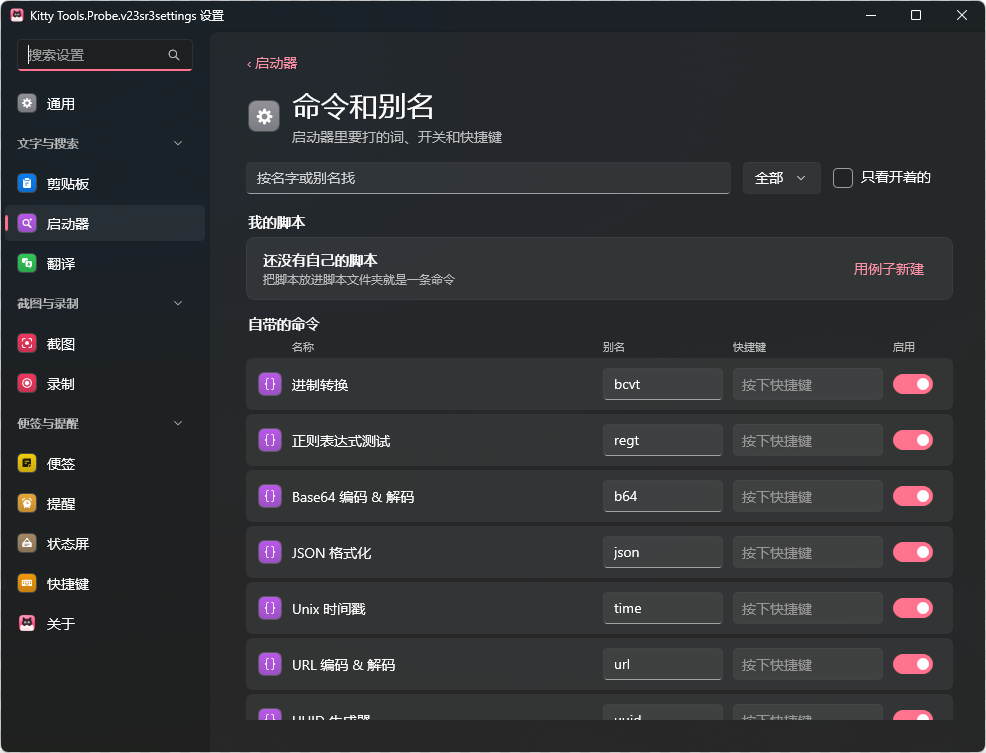 Kitty Tools.Probe.v23sr3settings 设置
搜索设置
通用
文字与搜索
剪贴板
启动器
翻译
截图与录制
截图
录制
便签与提醒
便签
提醒
状态屏
快捷键
关于
‹ 启动器
命令和别名
启动器里要打的词、开关和快捷键
按名字或别名找
全部
只看开着的
我的脚本
还没有自己的脚本
把脚本放进脚本文件夹就是一条命令
用例子新建
自带的命令
名称 别名 快捷键 启用
{} 进制转换 bcvt 按下快捷键
{} 正则表达式测试 regt 按下快捷键
{} Base64 编码 & 解码 b64 按下快捷键
{} JSON 格式化 json 按下快捷键
{} Unix 时间戳 time 按下快捷键
{} URL 编码 & 解码 url 按下快捷键
{} UUID 生成器 uuid 按下快捷键